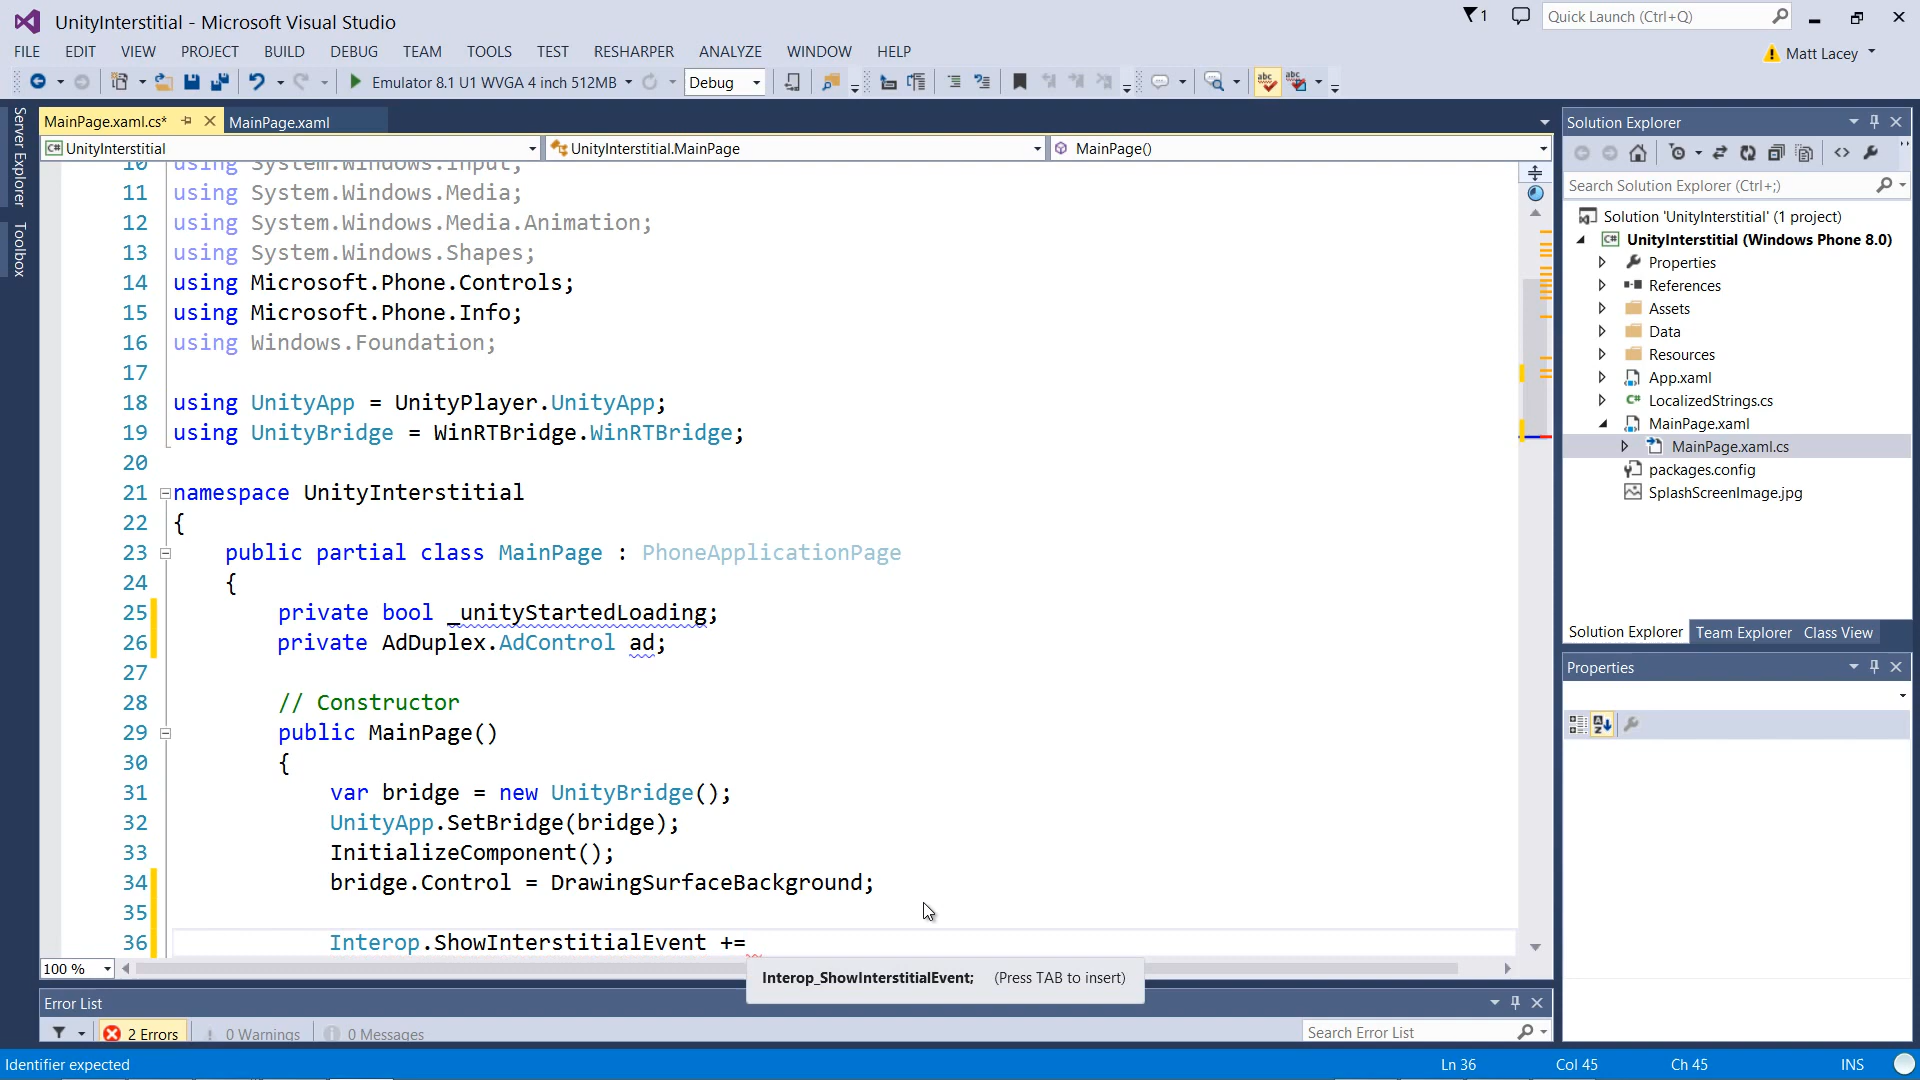 UnityInterstitial - Microsoft Visual Studio
1
Quick Launch (Ctrl+Q)
FILE EDIT VIEW PROJECT BUILD DEBUG TEAM TOOLS TEST RESHARPER ANALYZE WINDOW HELP
Matt Lacey
Emulator 8.1 U1 WVGA 4 inch 512MB
Debug
abc
abc
Server Explorer
Toolbox
MainPage.xaml.cs*
MainPage.xaml
C# UnityInterstitial
UnityInterstitial.MainPage
MainPage()
10 using System.Windows.Input;
11 using System.Windows.Media;
12 using System.Windows.Media.Animation;
13 using System.Windows.Shapes;
14 using Microsoft.Phone.Controls;
15 using Microsoft.Phone.Info;
16 using Windows.Foundation;
17
18 using UnityApp = UnityPlayer.UnityApp;
19 using UnityBridge = WinRTBridge.WinRTBridge;
20
21 namespace UnityInterstitial
22 {
23 public partial class MainPage : PhoneApplicationPage
24 {
25 private bool _unityStartedLoading;
26 private AdDuplex.AdControl ad;
27
28 // Constructor
29 public MainPage()
30 {
31 var bridge = new UnityBridge();
32 UnityApp.SetBridge(bridge);
33 InitializeComponent();
34 bridge.Control = DrawingSurfaceBackground;
35
36 Interop.ShowInterstitialEvent +=
100 %
Interop_ShowInterstitialEvent; (Press TAB to insert)
Error List
2 Errors
0 Warnings
0 Messages
Search Error List
Solution Explorer
Search Solution Explorer (Ctrl+;)
Solution 'UnityInterstitial' (1 project)
C# UnityInterstitial (Windows Phone 8.0)
Properties
References
Assets
Data
Resources
App.xaml
C# LocalizedStrings.cs
MainPage.xaml
MainPage.xaml.cs
packages.config
SplashScreenImage.jpg
Solution Explorer Team Explorer Class View
Properties
Identifier expected
Ln 36
Col 45
Ch 45
INS